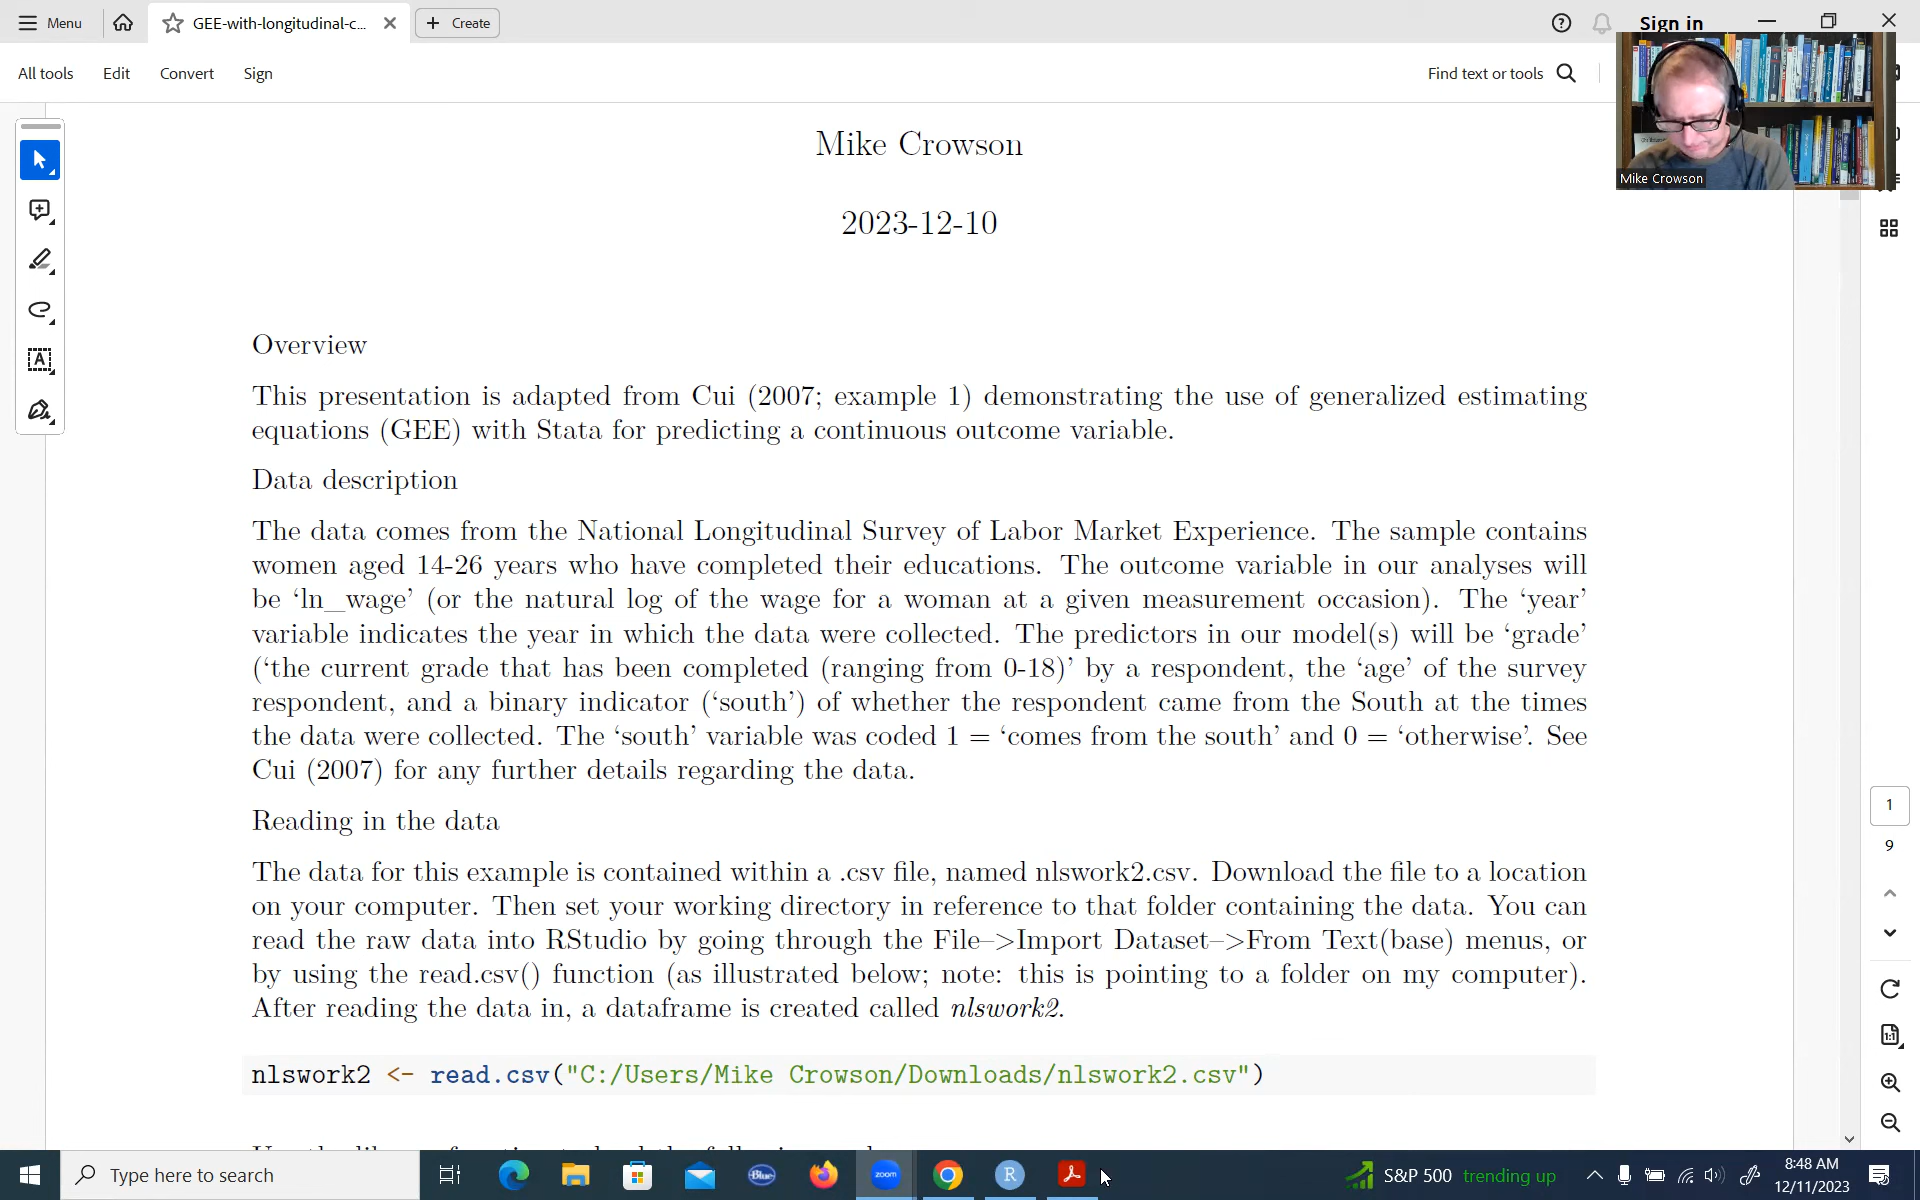 Menu
GEE-with-longitudinal-c...
Create
Sign in
All tools
Edit
Convert
Sign
Find text or tools
Mike Crowson
Mike Crowson
2023-12-10
Overview
This presentation is adapted from Cui (2007; example 1) demonstrating the use of generalized estimating
equations (GEE) with Stata for predicting a continuous outcome variable.
Data description
The data comes from the National Longitudinal Survey of Labor Market Experience. The sample contains
women aged 14-26 years who have completed their educations. The outcome variable in our analyses will
be ‘ln_wage’ (or the natural log of the wage for a woman at a given measurement occasion). The ‘year’
variable indicates the year in which the data were collected. The predictors in our model(s) will be ‘grade’
(‘the current grade that has been completed (ranging from 0-18)’ by a respondent, the ‘age’ of the survey
respondent, and a binary indicator (‘south’) of whether the respondent came from the South at the times
the data were collected. The ‘south’ variable was coded 1 = ‘comes from the south’ and 0 = ‘otherwise’. See
Cui (2007) for any further details regarding the data.
Reading in the data
The data for this example is contained within a .csv file, named nlswork2.csv. Download the file to a location
on your computer. Then set your working directory in reference to that folder containing the data. You can
read the raw data into RStudio by going through the File–>Import Dataset–>From Text(base) menus, or
by using the read.csv() function (as illustrated below; note: this is pointing to a folder on my computer).
After reading the data in, a dataframe is created called nlswork2.
nlswork2 <- read.csv("C:/Users/Mike Crowson/Downloads/nlswork2.csv")
1
9
Type here to search
Blue
zoom
R
S&P 500 trending up
8:48 AM
12/11/2023